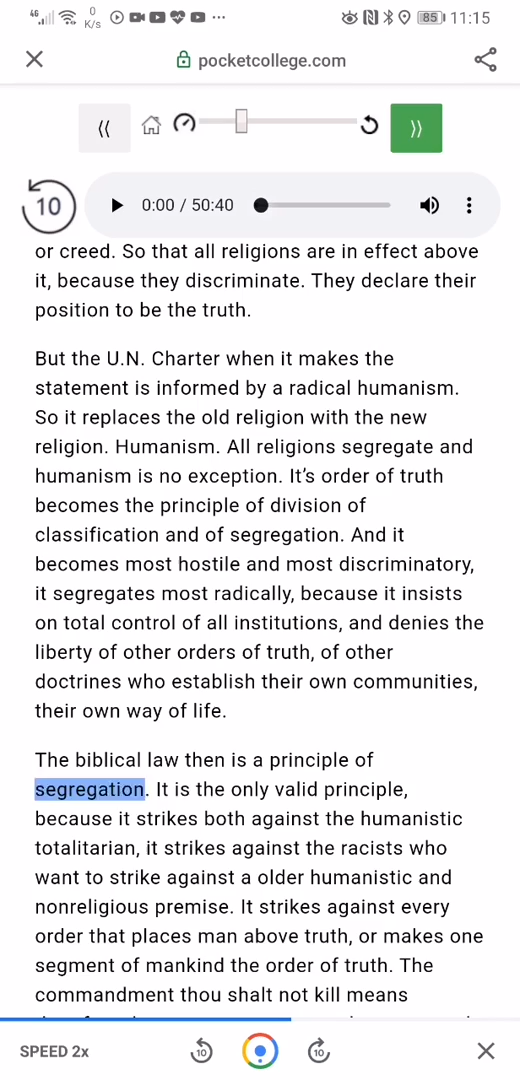 46
0
K/s
85
11:15
pocketcollege.com
⟨⟨
⟩⟩
10
0:00 / 50:40
or creed. So that all religions are in effect above
it, because they discriminate. They declare their
position to be the truth.
But the U.N. Charter when it makes the
statement is informed by a radical humanism.
So it replaces the old religion with the new
religion. Humanism. All religions segregate and
humanism is no exception. It’s order of truth
becomes the principle of division of
classification and of segregation. And it
becomes most hostile and most discriminatory,
it segregates most radically, because it insists
on total control of all institutions, and denies the
liberty of other orders of truth, of other
doctrines who establish their own communities,
their own way of life.
The biblical law then is a principle of
segregation. It is the only valid principle,
because it strikes both against the humanistic
totalitarian, it strikes against the racists who
want to strike against a older humanistic and
nonreligious premise. It strikes against every
order that places man above truth, or makes one
segment of mankind the order of truth. The
commandment thou shalt not kill means
SPEED 2x
10
10